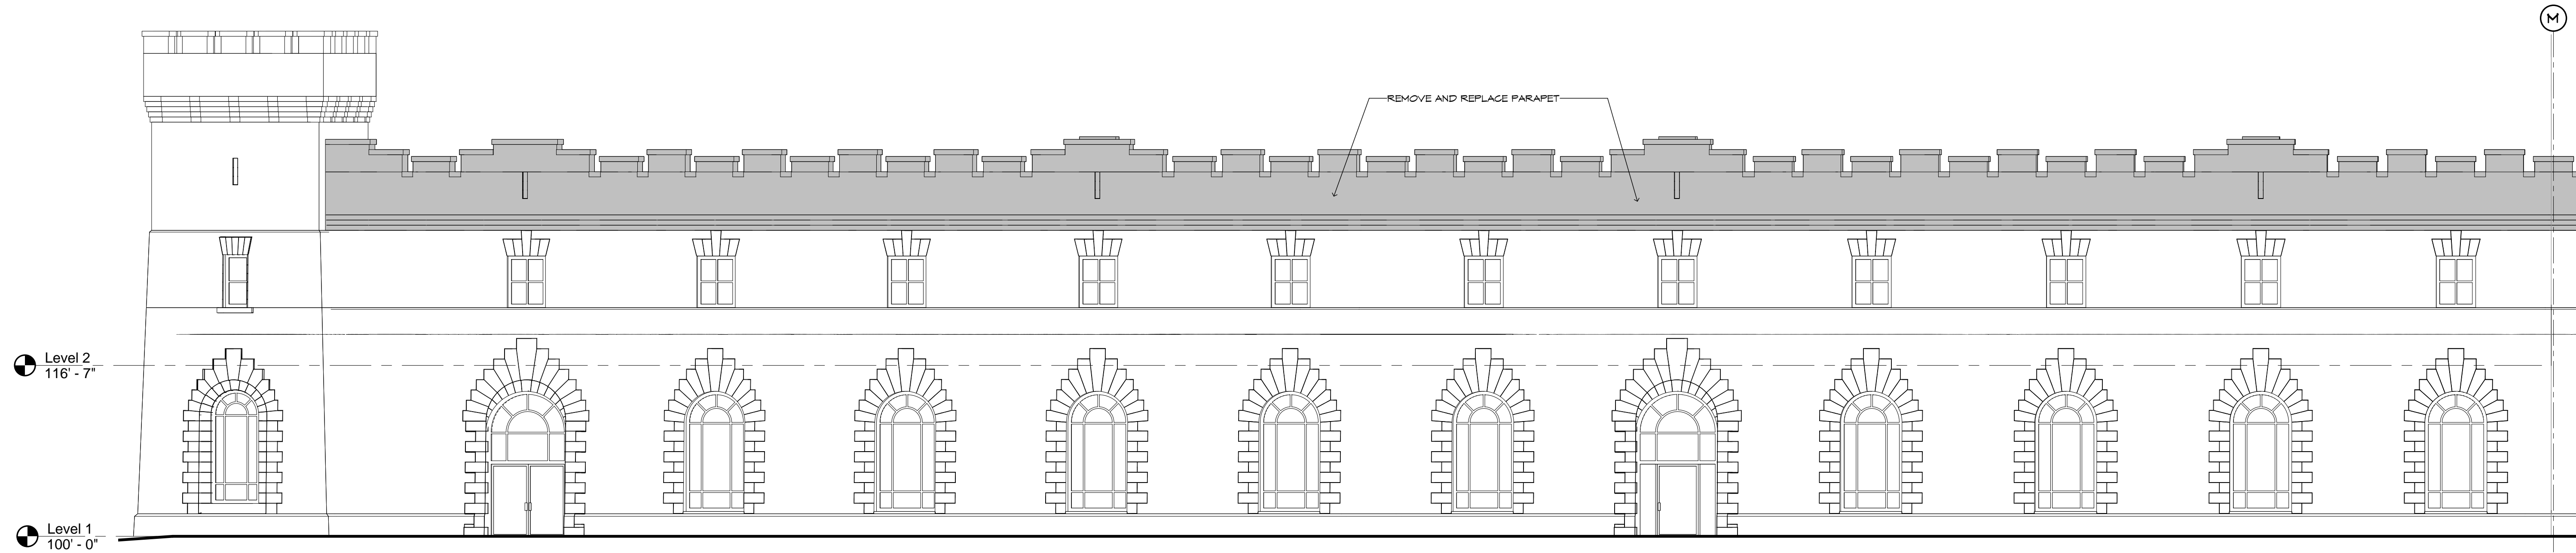 M
REMOVE AND REPLACE PARAPET
Level 2
116' - 7"
Level 1
100' - 0"